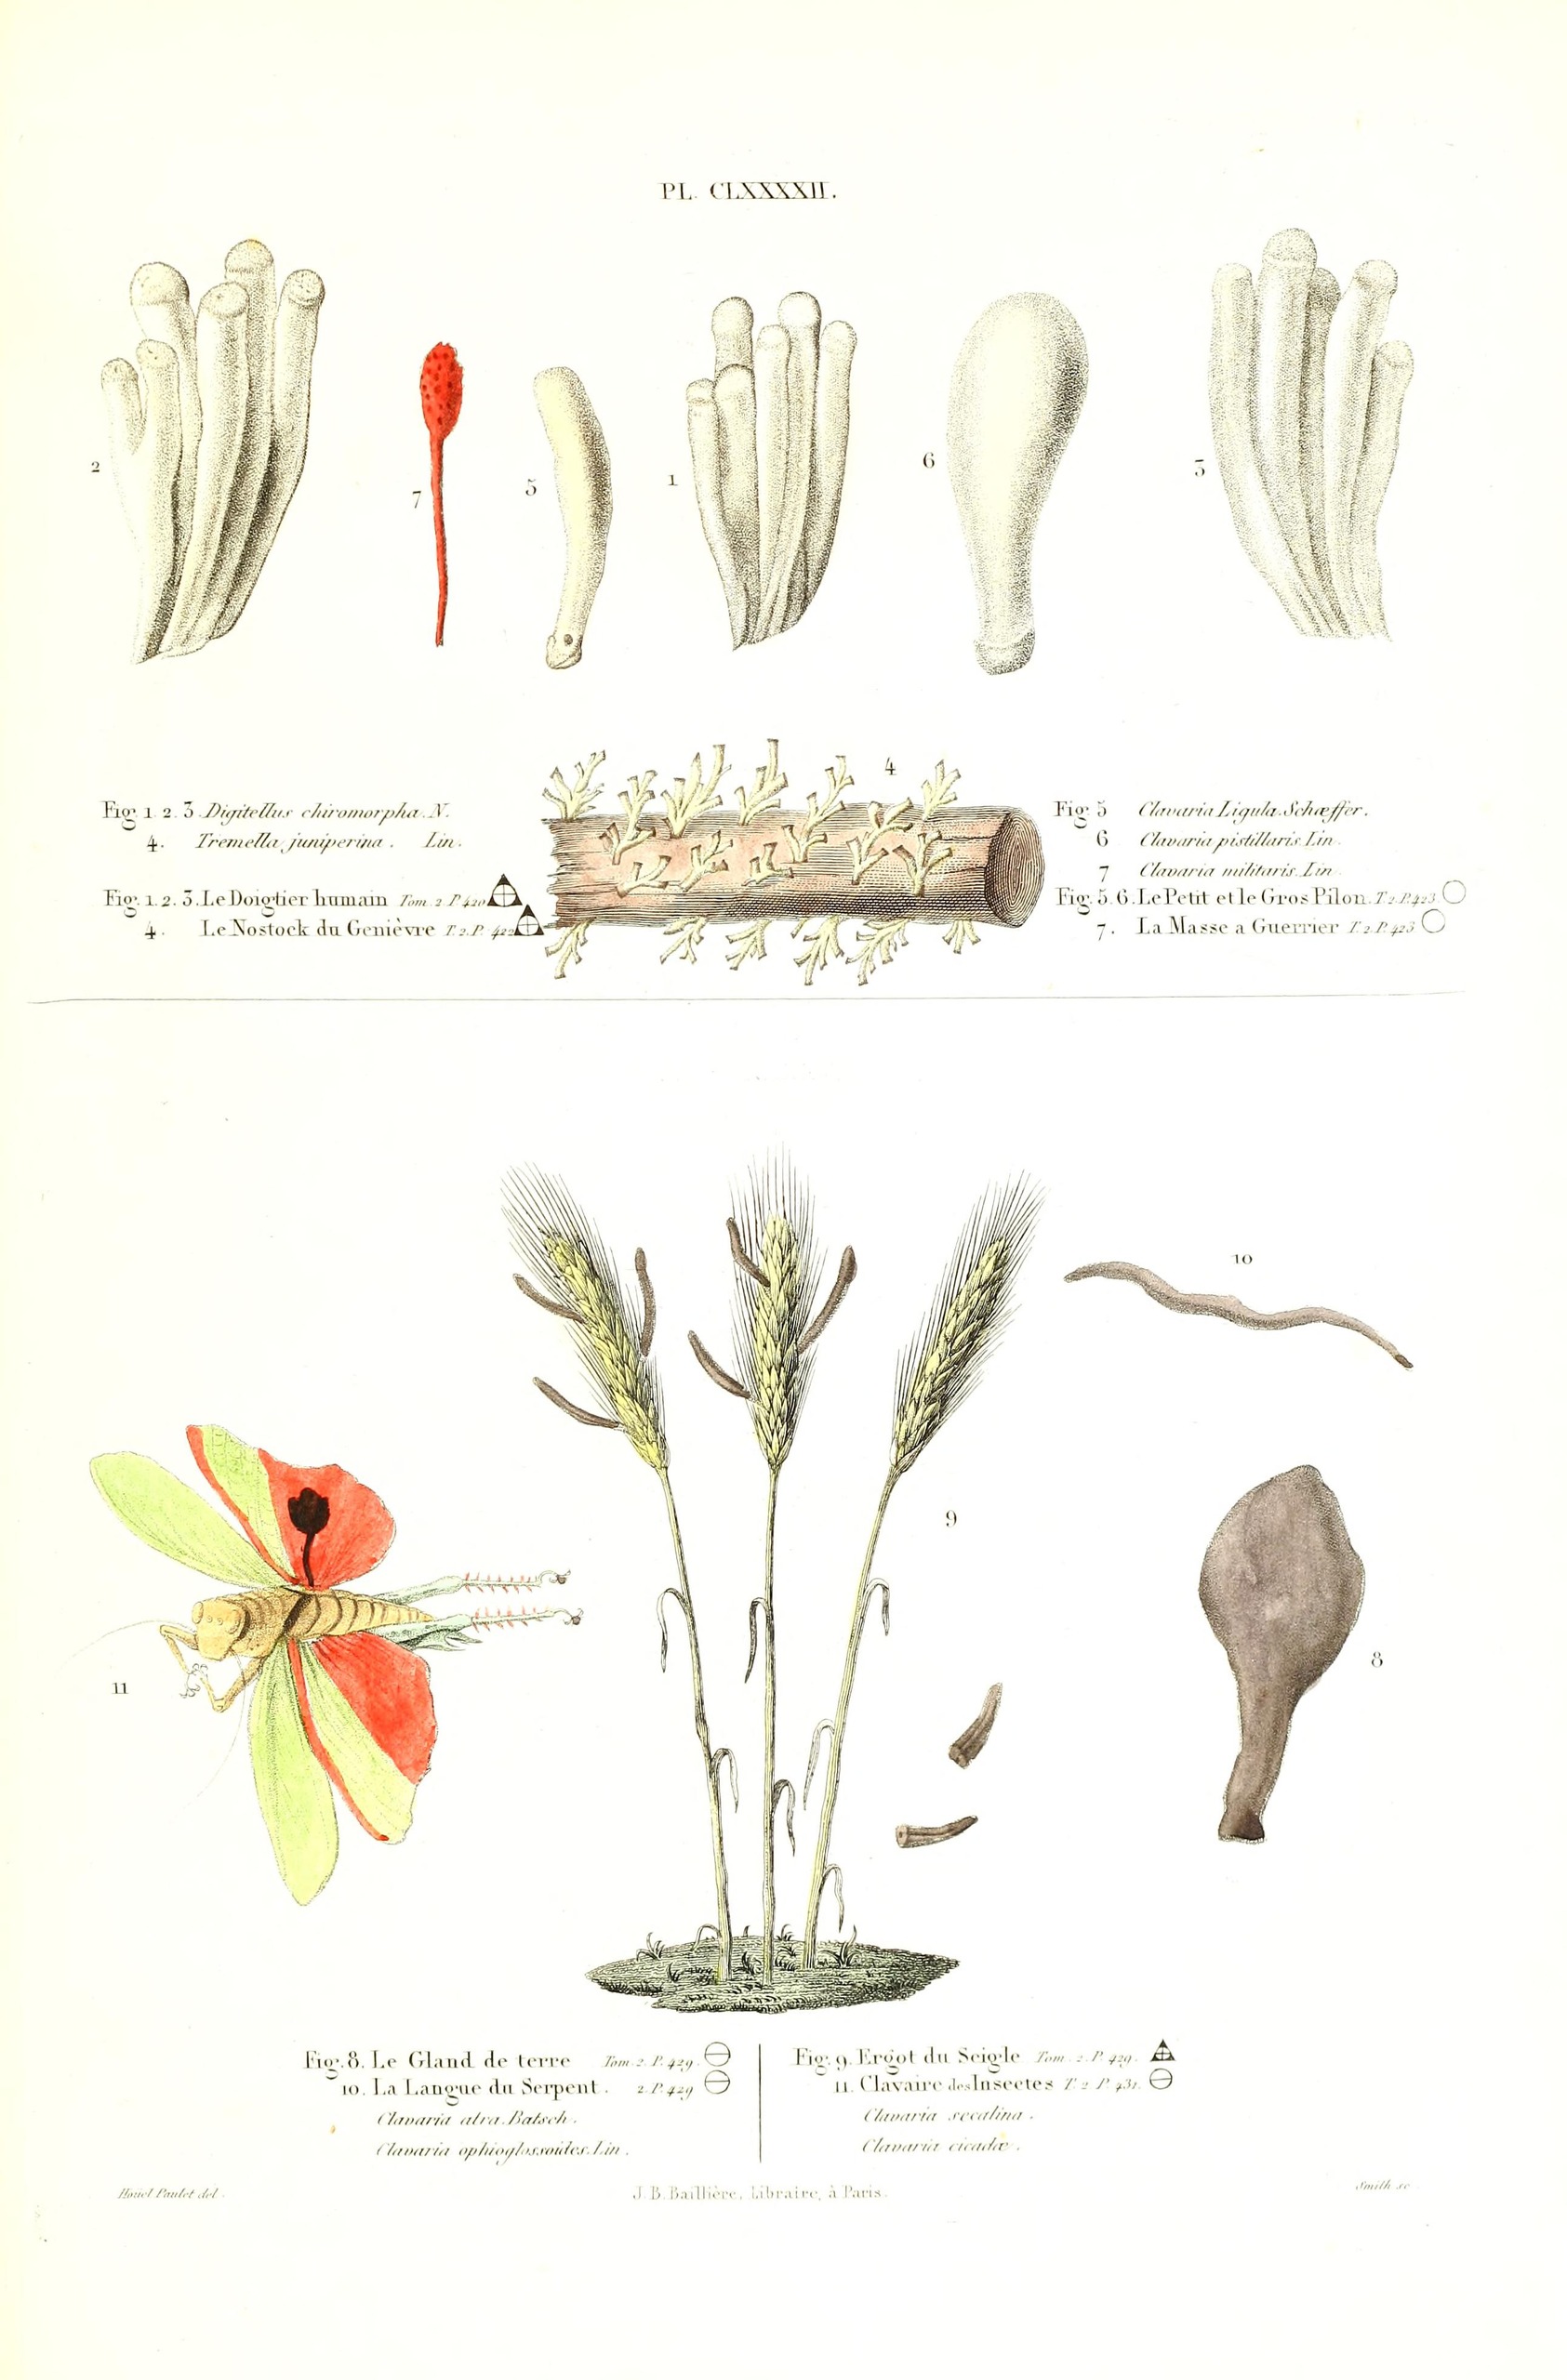 PL. CLXXXXII.
2
7
5
1
6
3
4
Fig. 1. 2. 3. Digitellus chiromorpha. N.
4. Tremella juniperina. Lin.
Fig. 1. 2. 3. Le Doigtier humain Tom. 2. P. 420
4. Le Nostock du Genièvre T. 2. P. 422
Fig. 5 Clavaria Ligula. Schæffer.
6 Clavaria pistillaris. Lin.
7 Clavaria militaris. Lin.
Fig. 5. 6. Le Petit et le Gros Pilon. T. 2. P. 423
7. La Masse a Guerrier T. 2. P. 423
10
9
8
11
Fig. 8. Le Gland de terre Tom. 2. P. 429.
10. La Langue du Serpent. 2. P. 429
Clavaria atra. Batsch.
Clavaria ophioglossoides. Lin.
Fig. 9. Ergot du Seigle Tom. 2. P. 429.
11. Clavaire des Insectes T. 2. P. 431.
Clavaria secalina.
Clavaria cicadæ.
Houel Paulet del.
J. B. Baillière, Libraire, à Paris.
Smith sc.